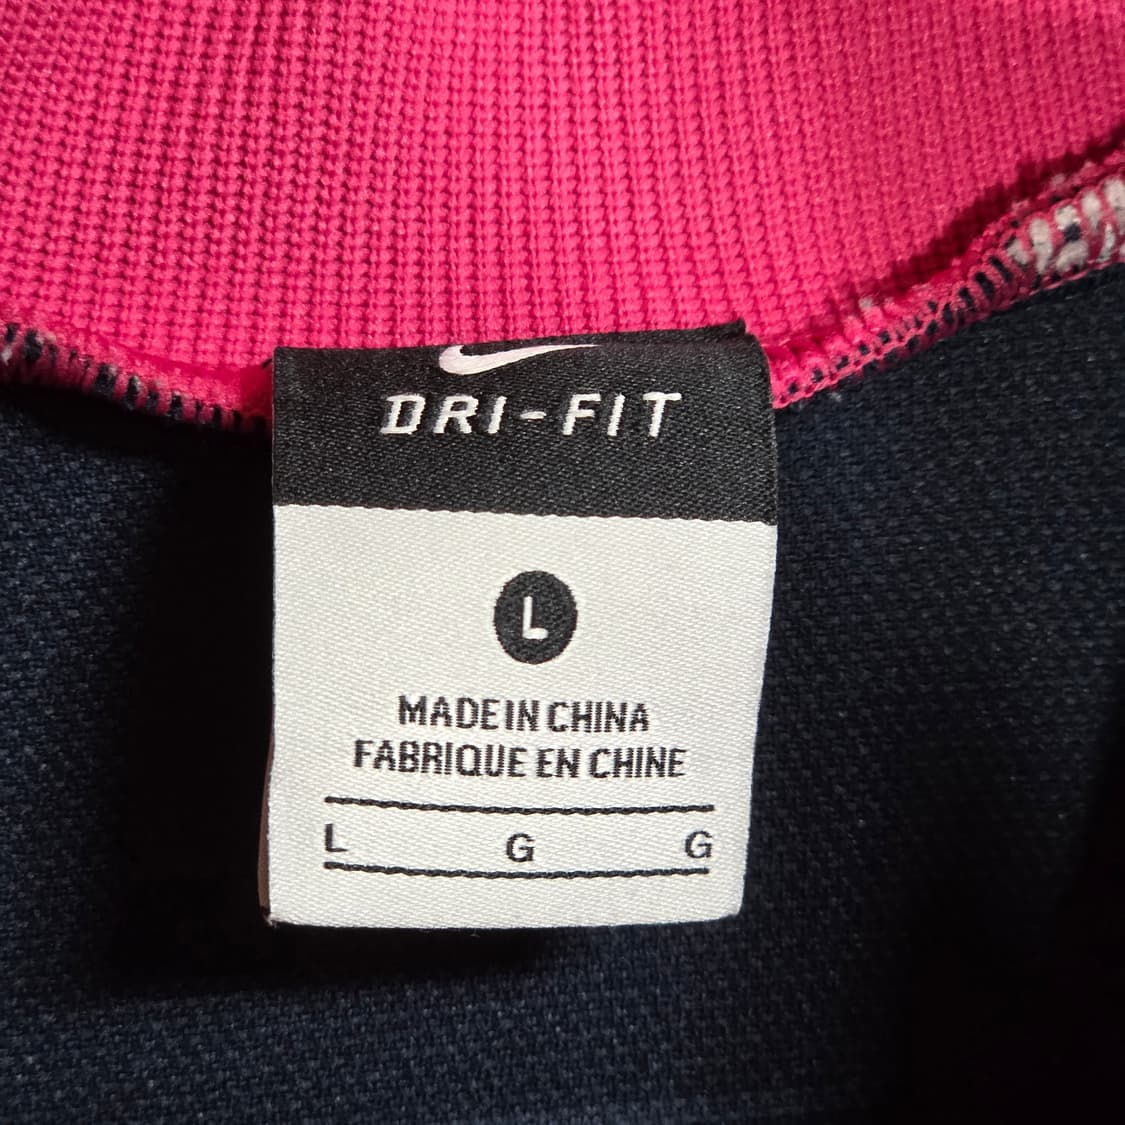 DRI-FIT
L
MADE IN CHINA
FABRIQUE EN CHINE
L G G